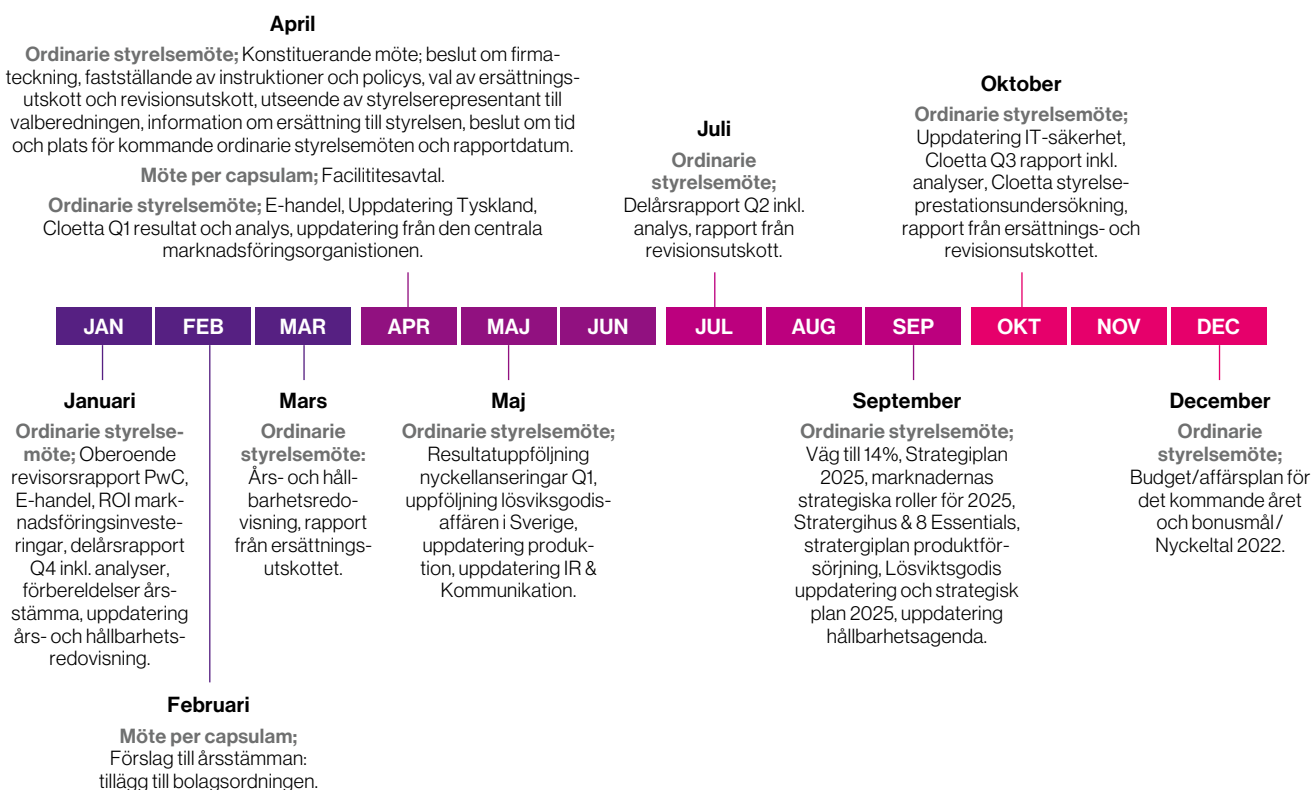 April
Ordinarie styrelsemöte; Konstituerande möte; beslut om firma-
teckning, fastställande av instruktioner och policys, val av ersättnings-
utskott och revisionsutskott, utseende av styrelserepresentant till
valberedningen, information om ersättning till styrelsen, beslut om tid
och plats för kommande ordinarie styrelsemöten och rapportdatum.
Möte per capsulam; Facilititesavtal.
Ordinarie styrelsemöte; E-handel, Uppdatering Tyskland,
Cloetta Q1 resultat och analys, uppdatering från den centrala
marknadsföringsorganistionen.
Juli
Ordinarie
styrelsemöte;
Delårsrapport Q2 inkl.
analys, rapport från
revisionsutskott.
Oktober
Ordinarie styrelsemöte;
Uppdatering IT-säkerhet,
Cloetta Q3 rapport inkl.
analyser, Cloetta styrelse-
prestationsundersökning,
rapport från ersättnings- och
revisionsutskottet.
JAN FEB MAR APR MAJ JUN JUL AUG SEP OKT NOV DEC
Januari
Ordinarie styrelse-
möte; Oberoende
revisorsrapport PwC,
E-handel, ROI mark-
nadsföringsinveste-
ringar, delårsrapport
Q4 inkl. analyser,
förbereldelser års-
stämma, uppdatering
års- och hållbarhets-
redovisning.
Februari
Möte per capsulam;
Förslag till årsstämman:
tillägg till bolagsordningen.
Mars
Ordinarie
styrelsemöte:
Års- och håll-
barhetsredo-
visning, rapport
från ersättnings-
utskottet.
Maj
Ordinarie styrelsemöte;
Resultatuppföljning
nyckellanseringar Q1,
uppföljning lösviksgodis-
affären i Sverige,
uppdatering produk-
tion, uppdatering IR &
Kommunikation.
September
Ordinarie styrelsemöte;
Väg till 14%, Strategiplan
2025, marknadernas
strategiska roller för 2025,
Stratergihus & 8 Essentials,
stratergiplan produktför-
sörjning, Lösviktsgodis
uppdatering och strategisk
plan 2025, uppdatering
hållbarhetsagenda.
December
Ordinarie
styrelsemöte;
Budget/affärsplan för
det kommande året
och bonusmål/
Nyckeltal 2022.